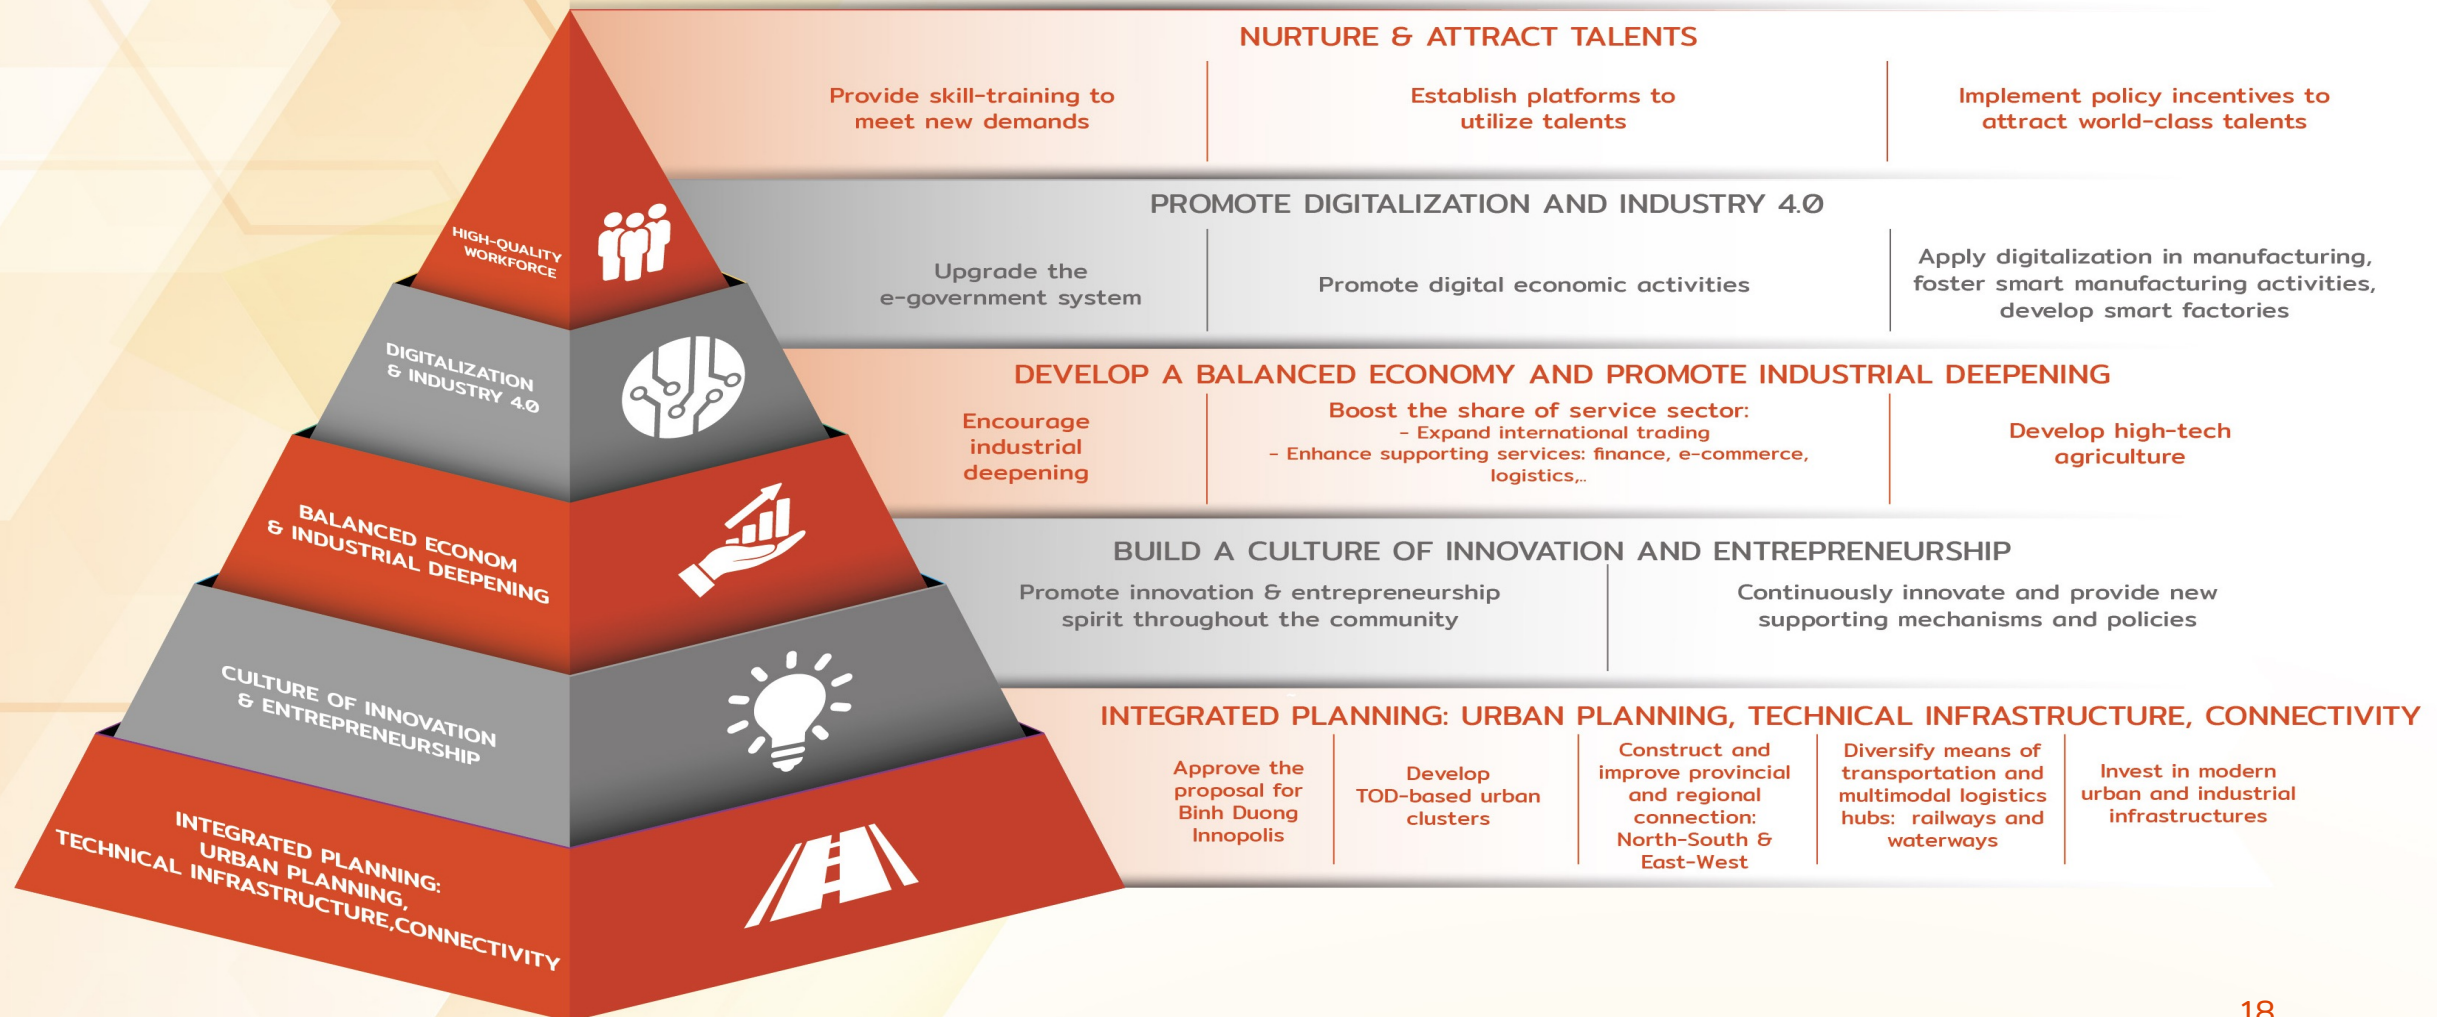 NURTURE & ATTRACT TALENTS
Provide skill-training to
meet new demands
Establish platforms to
utilize talents
Implement policy incentives to
attract world-class talents
HIGH-QUALITY
WORKFORCE
PROMOTE DIGITALIZATION AND INDUSTRY 4.0
Upgrade the
e-government system
Promote digital economic activities
Apply digitalization in manufacturing,
foster smart manufacturing activities,
develop smart factories
DIGITALIZATION
& INDUSTRY 4.0
DEVELOP A BALANCED ECONOMY AND PROMOTE INDUSTRIAL DEEPENING
Encourage
industrial
deepening
Boost the share of service sector:
- Expand international trading
- Enhance supporting services: finance, e-commerce,
logistics,..
Develop high-tech
agriculture
BALANCED ECONOM
& INDUSTRIAL DEEPENING
BUILD A CULTURE OF INNOVATION AND ENTREPRENEURSHIP
Promote innovation & entrepreneurship
spirit throughout the community
Continuously innovate and provide new
supporting mechanisms and policies
CULTURE OF INNOVATION
& ENTREPRENEURSHIP
INTEGRATED PLANNING: URBAN PLANNING, TECHNICAL INFRASTRUCTURE, CONNECTIVITY
Approve the
proposal for
Binh Duong
Innopolis
Develop
TOD-based urban
clusters
Construct and
improve provincial
and regional
connection:
North-South &
East-West
Diversify means of
transportation and
multimodal logistics
hubs: railways and
waterways
Invest in modern
urban and industrial
infrastructures
INTEGRATED PLANNING:
URBAN PLANNING,
TECHNICAL INFRASTRUCTURE,CONNECTIVITY
18